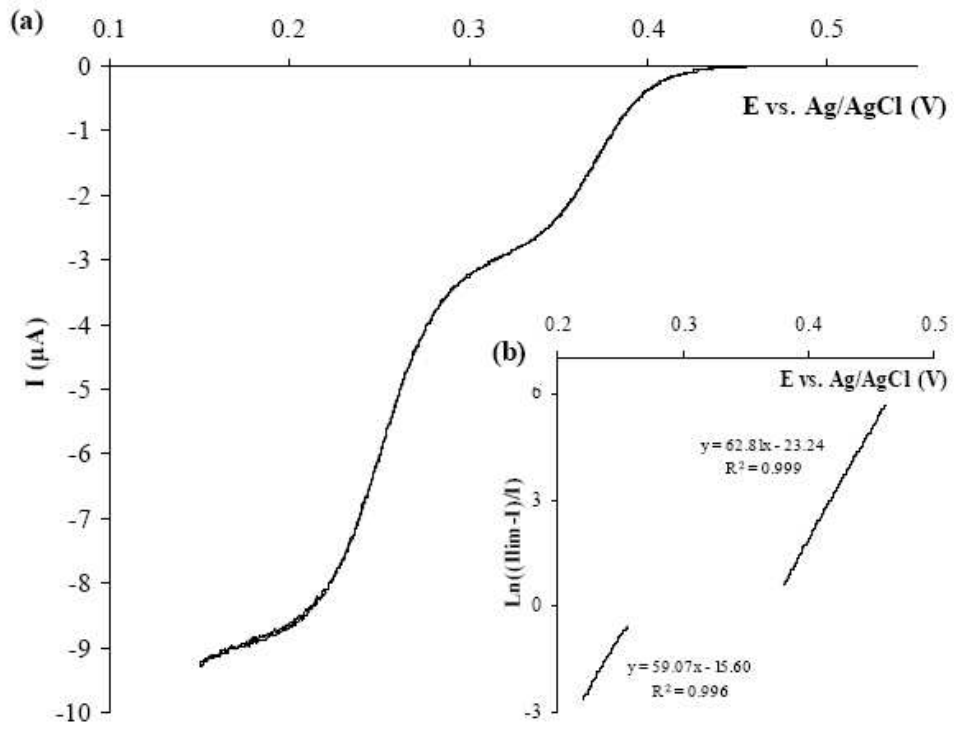 (a)
0.1 0.2 0.3 0.4 0.5
0
E vs. Ag/AgCl (V)
-1
-2
-3
-4
-5
-6
-7
-8
-9
-10
I (μA)
(b)
0.2 0.3 0.4 0.5
E vs. Ag/AgCl (V)
6
3
0
-3
Ln((Ilim-I)/I)
y = 62.81x - 23.24
R² = 0.999
y = 59.07x - 15.60
R² = 0.996